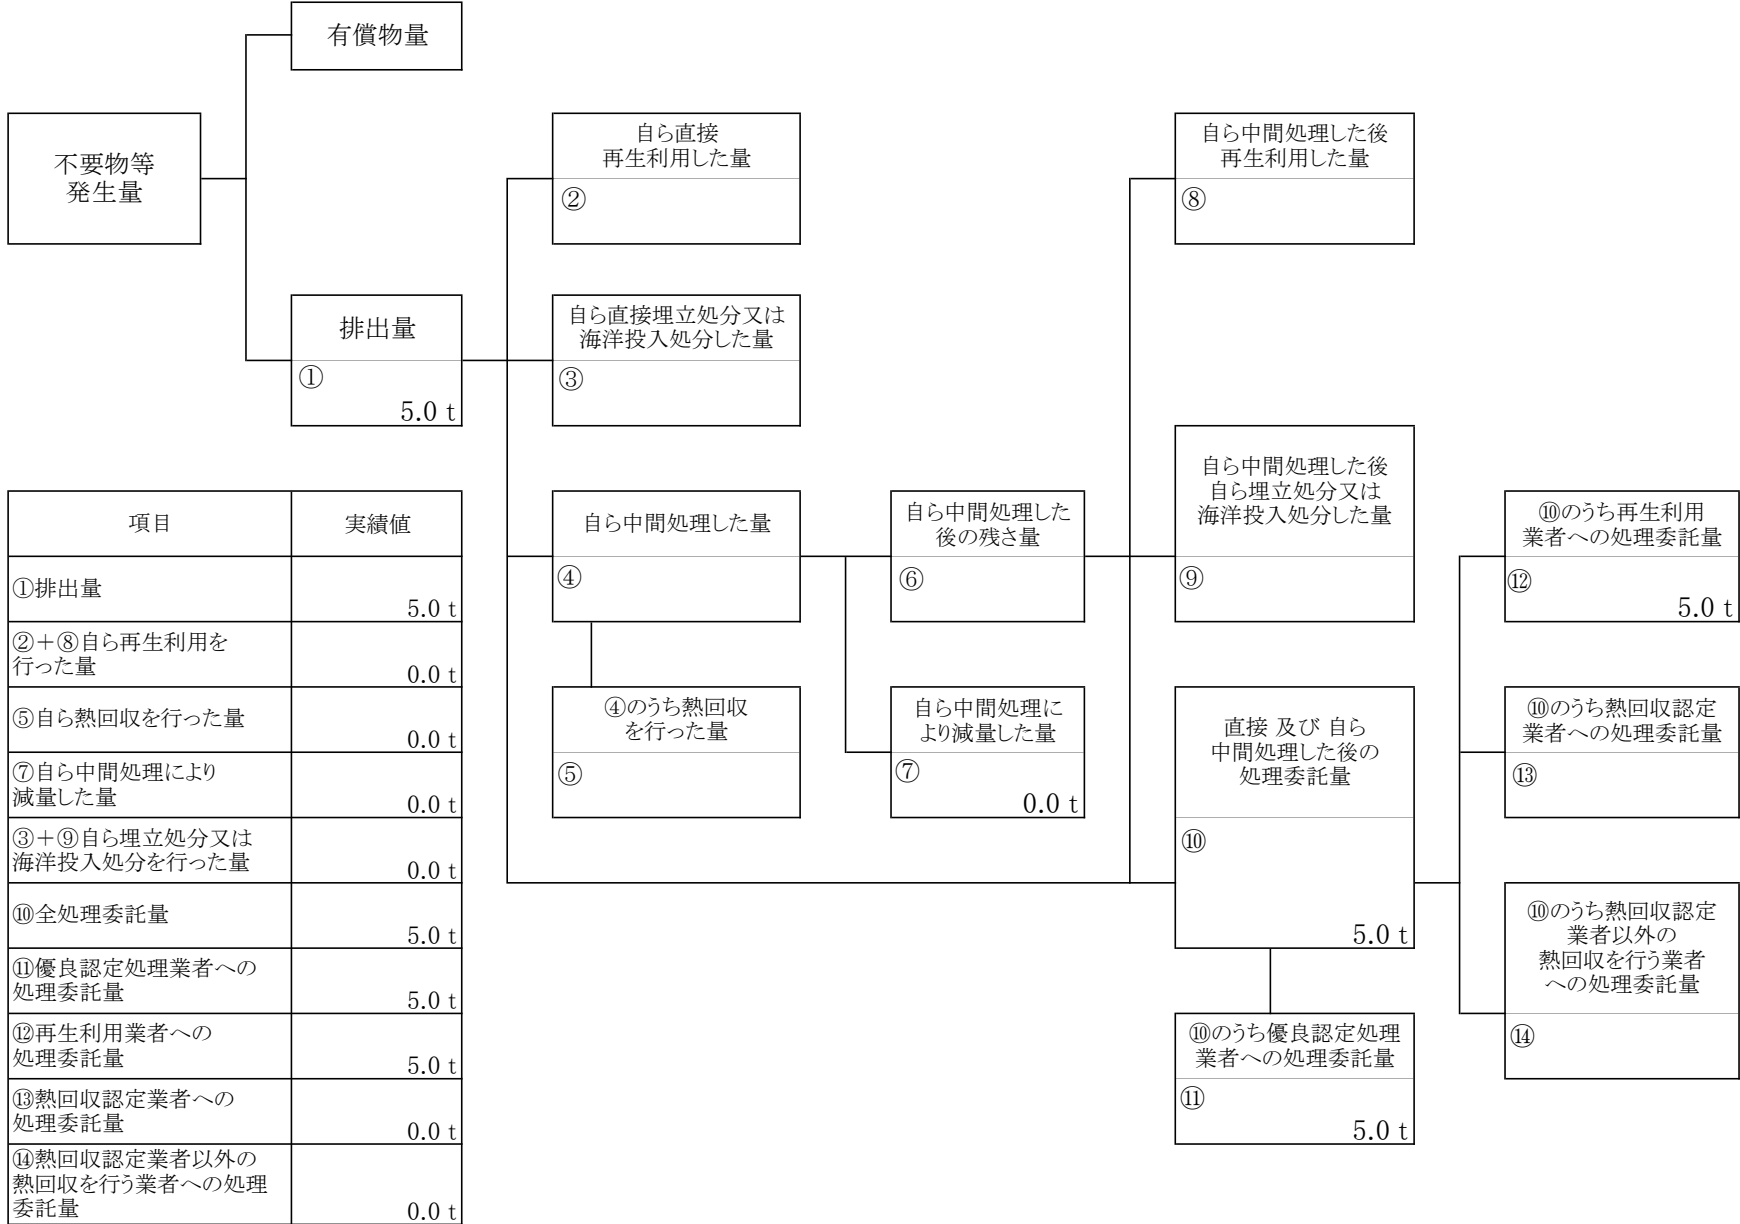 有償物量
不要物等
発生量
排出量
①
5.0 t
自ら直接
再生利用した量
②
自ら直接埋立処分又は
海洋投入処分した量
③
自ら中間処理した量
④
④のうち熱回収
を行った量
⑤
自ら中間処理した
後の残さ量
⑥
自ら中間処理に
より減量した量
⑦
0.0 t
自ら中間処理した後
再生利用した量
⑧
自ら中間処理した後
自ら埋立処分又は
海洋投入処分した量
⑨
直接 及び 自ら
中間処理した後の
処理委託量
⑩
5.0 t
⑩のうち優良認定処理
業者への処理委託量
⑪
5.0 t
⑩のうち再生利用
業者への処理委託量
⑫
5.0 t
⑩のうち熱回収認定
業者への処理委託量
⑬
⑩のうち熱回収認定
業者以外の
熱回収を行う業者
への処理委託量
⑭
項目 実績値
①排出量
5.0 t
②+⑧自ら再生利用を
行った量
0.0 t
⑤自ら熱回収を行った量
0.0 t
⑦自ら中間処理により
減量した量
0.0 t
③+⑨自ら埋立処分又は
海洋投入処分を行った量
0.0 t
⑩全処理委託量
5.0 t
⑪優良認定処理業者への
処理委託量
5.0 t
⑫再生利用業者への
処理委託量
5.0 t
⑬熱回収認定業者への
処理委託量
0.0 t
⑭熱回収認定業者以外の
熱回収を行う業者への処理
委託量
0.0 t